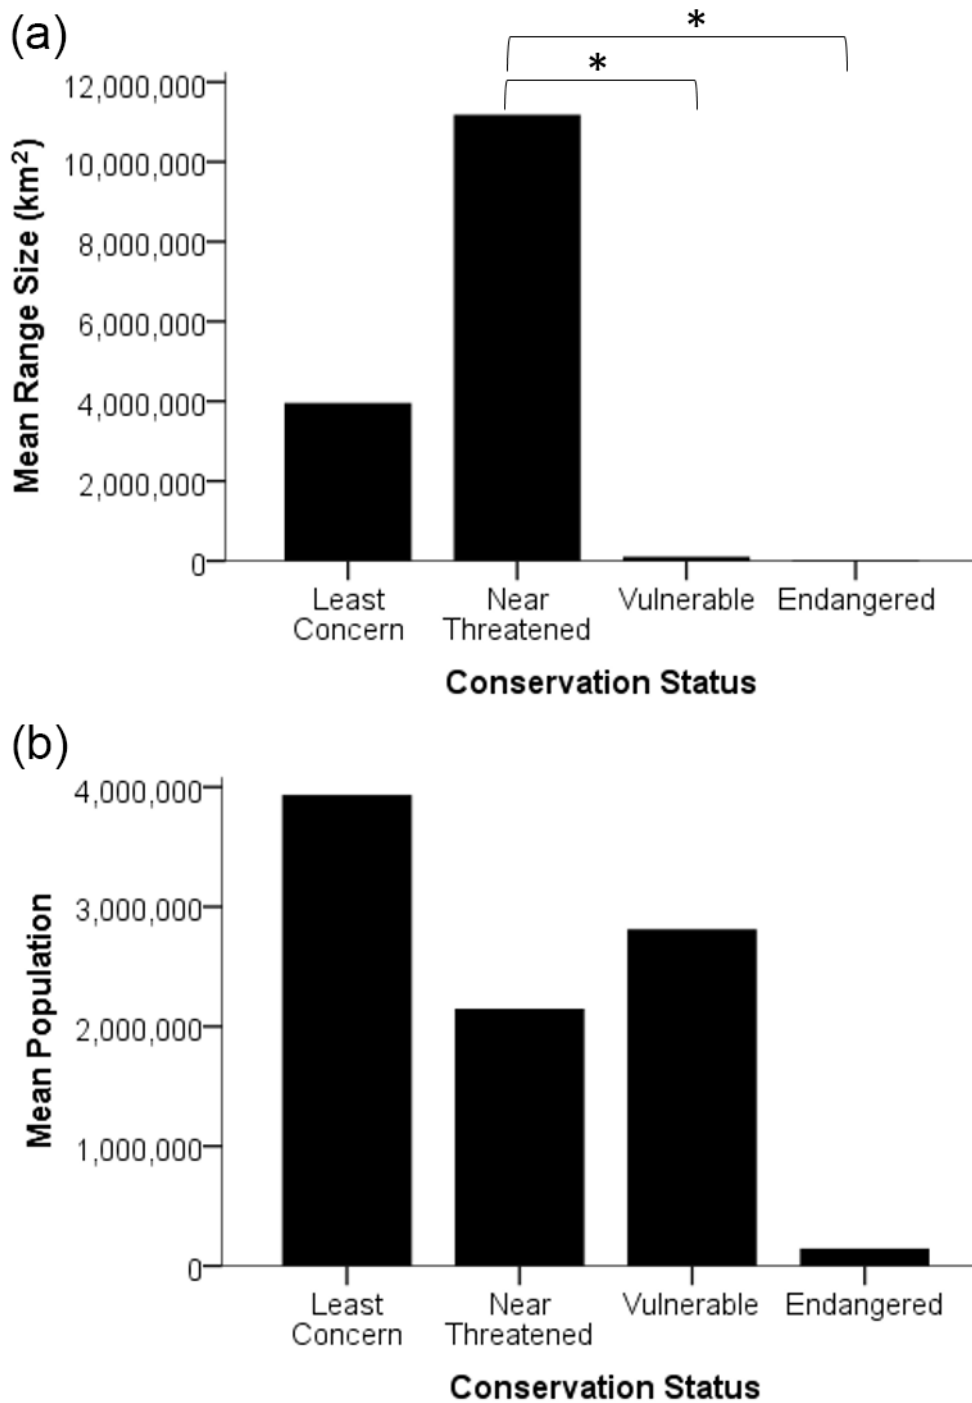 (a)
*
*
12,000,000
10,000,000
8,000,000
6,000,000
4,000,000
2,000,000
0
Mean Range Size (km²)
Least
Concern
Near
Threatened
Vulnerable
Endangered
Conservation Status
(b)
4,000,000
3,000,000
2,000,000
1,000,000
0
Mean Population
Least
Concern
Near
Threatened
Vulnerable
Endangered
Conservation Status